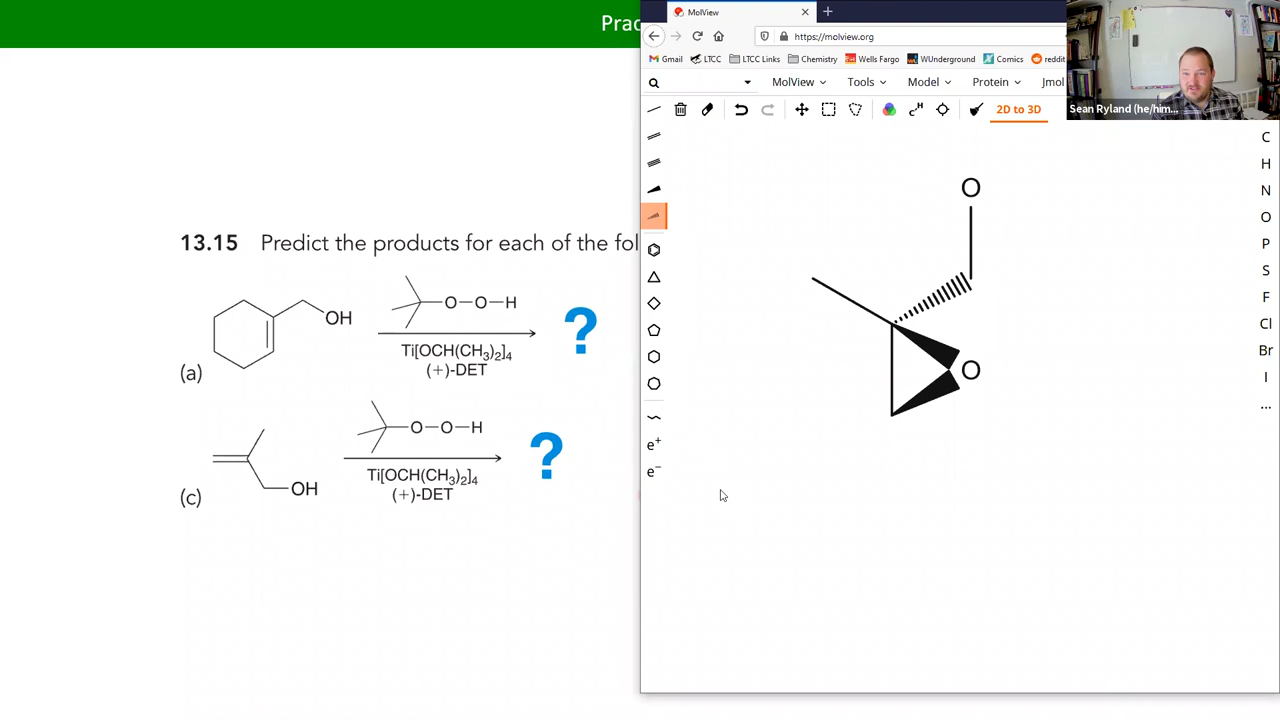 Prac
MolView
https://molview.org
Gmail LTCC LTCC Links Chemistry Wells Fargo WUnderground Comics reddit
MolView Tools Model Protein Jmol
Sean Ryland (he/him...
2D to 3D
C
H
N
O
P
S
F
Cl
Br
I
...
e+
e−
O
O
13.15 Predict the products for each of the fol
(a)
OH
O—O—H
Ti[OCH(CH₃)₂]₄
(+)-DET
?
(c)
OH
O—O—H
Ti[OCH(CH₃)₂]₄
(+)-DET
?